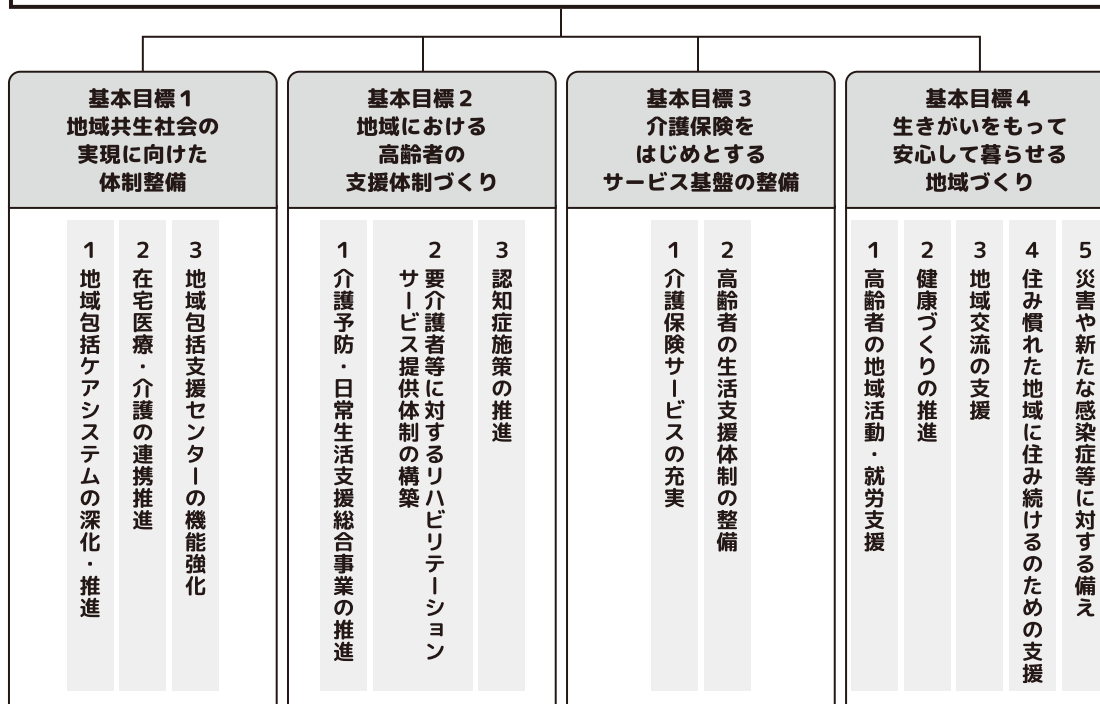 基本目標1
地域共生社会の
実現に向けた
体制整備
1 地域包括ケアシステムの深化・推進
2 在宅医療・介護の連携推進
3 地域包括支援センターの機能強化
基本目標2
地域における
高齢者の
支援体制づくり
1 介護予防・日常生活支援総合事業の推進
2 要介護者等に対するリハビリテーション
サービス提供体制の構築
3 認知症施策の推進
基本目標3
介護保険を
はじめとする
サービス基盤の整備
1 介護保険サービスの充実
2 高齢者の生活支援体制の整備
基本目標4
生きがいをもって
安心して暮らせる
地域づくり
1 高齢者の地域活動・就労支援
2 健康づくりの推進
3 地域交流の支援
4 住み慣れた地域に住み続けるのための支援
5 災害や新たな感染症等に対する備え